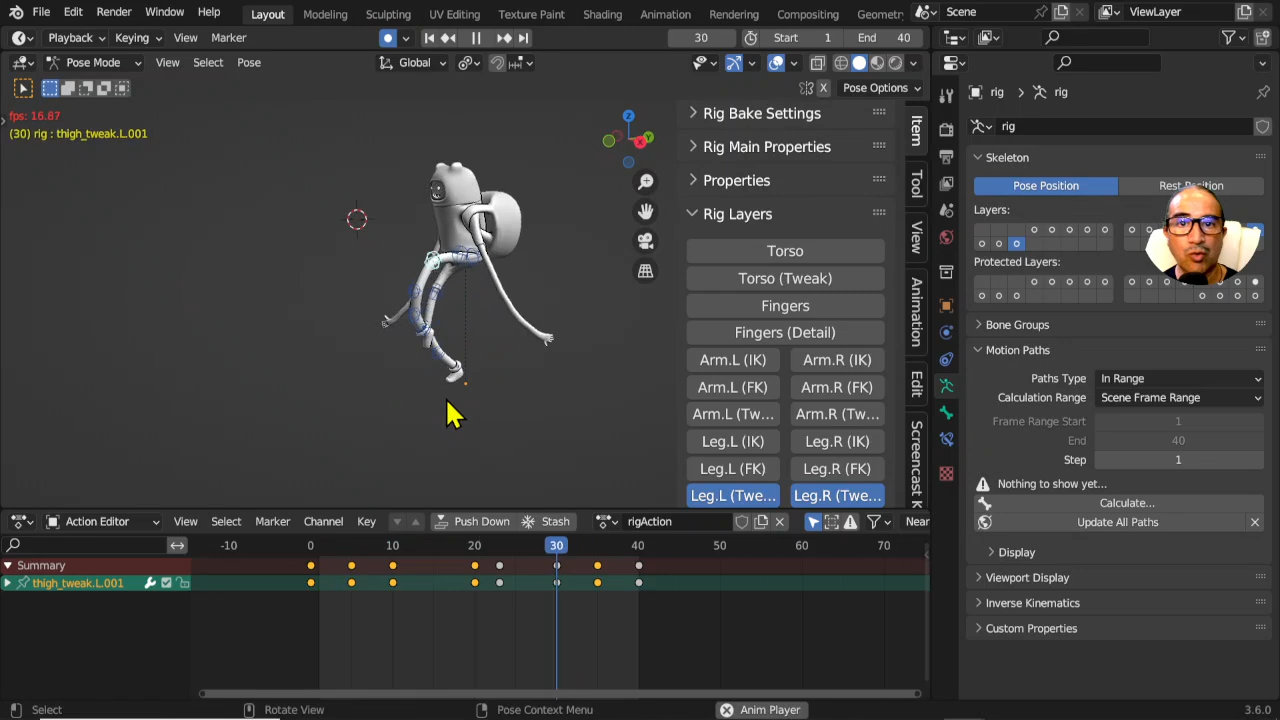 File Edit Render Window Help Layout Modeling Sculpting UV Editing Texture Paint Shading Animation Rendering Compositing Geometr Scene ViewLayer
Playback Keying View Marker 30 Start 1 End 40
Pose Mode View Select Pose Global
X Pose Options
fps: 16.87
(30) rig : thigh_tweak.L.001
Z
Y
X
Rig Bake Settings
Rig Main Properties
Properties
Rig Layers
Torso
Torso (Tweak)
Fingers
Fingers (Detail)
Arm.L (IK) Arm.R (IK)
Arm.L (FK) Arm.R (FK)
Arm.L (Tw... Arm.R (Tw...
Leg.L (IK) Leg.R (IK)
Leg.L (FK) Leg.R (FK)
Leg.L (Twe... Leg.R (Twe...
Item
Tool
View
Animation
Edit
Screencast K
rig rig
rig
Skeleton
Pose Position Rest Position
Layers:
Protected Layers:
Bone Groups
Motion Paths
Paths Type In Range
Calculation Range Scene Frame Range
Frame Range Start 1
End 40
Step 1
Nothing to show yet...
Calculate...
Update All Paths
Display
Viewport Display
Inverse Kinematics
Custom Properties
Action Editor View Select Marker Channel Key Push Down Stash rigAction Near
-10 0 10 20 30 40 60 70
Summary
thigh_tweak.L.001
Select Rotate View Pose Context Menu Anim Player 3.6.0